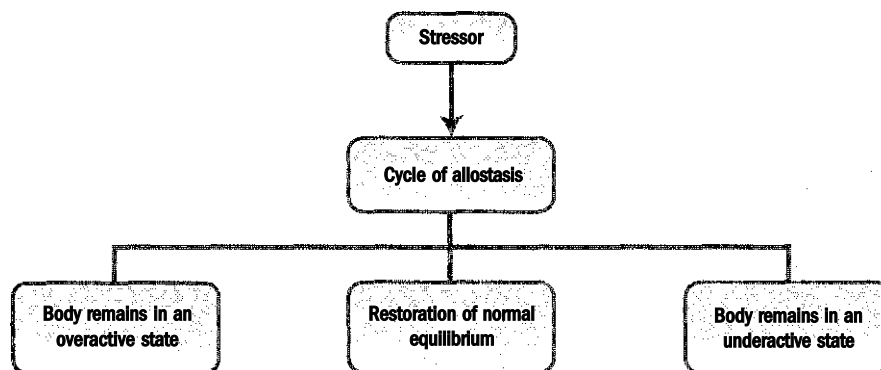 Stressor
Cycle of allostasis
Body remains in an
overactive state
Restoration of normal
equilibrium
Body remains in an
underactive state